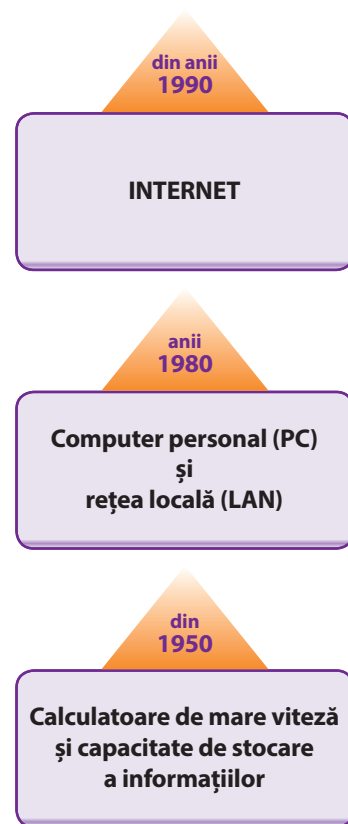 din anii
1990
INTERNET
anii
1980
Computer personal (PC)
și
rețea locală (LAN)
din
1950
Calculatoare de mare viteză
și capacitate de stocare
a informațiilor